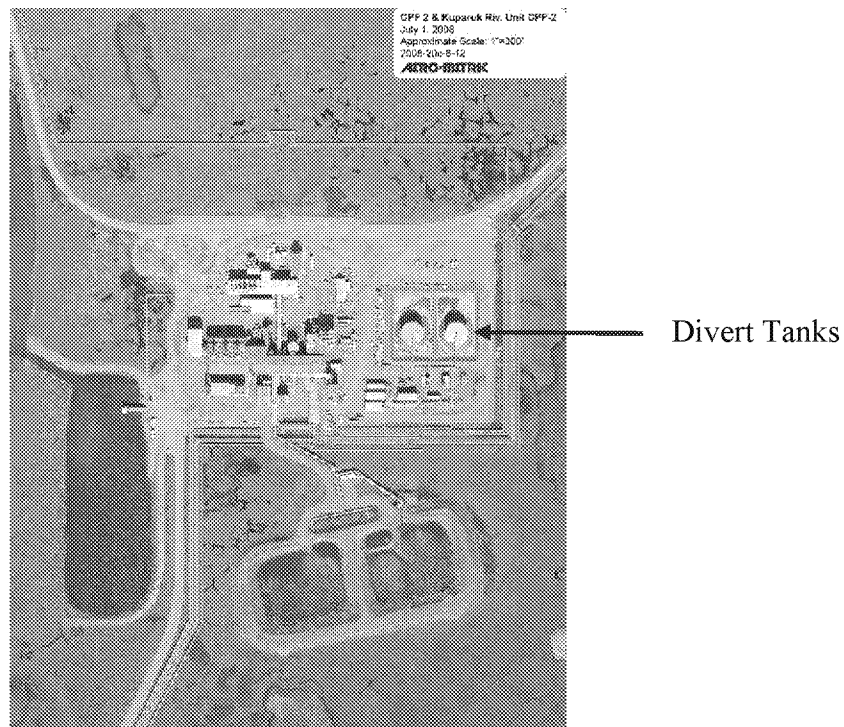 CPF 2 & Kuparuk Riv. Unit CPF-2
July 1, 2008
Approximate Scale: 1"=300'
AERO-METRIC
Divert Tanks